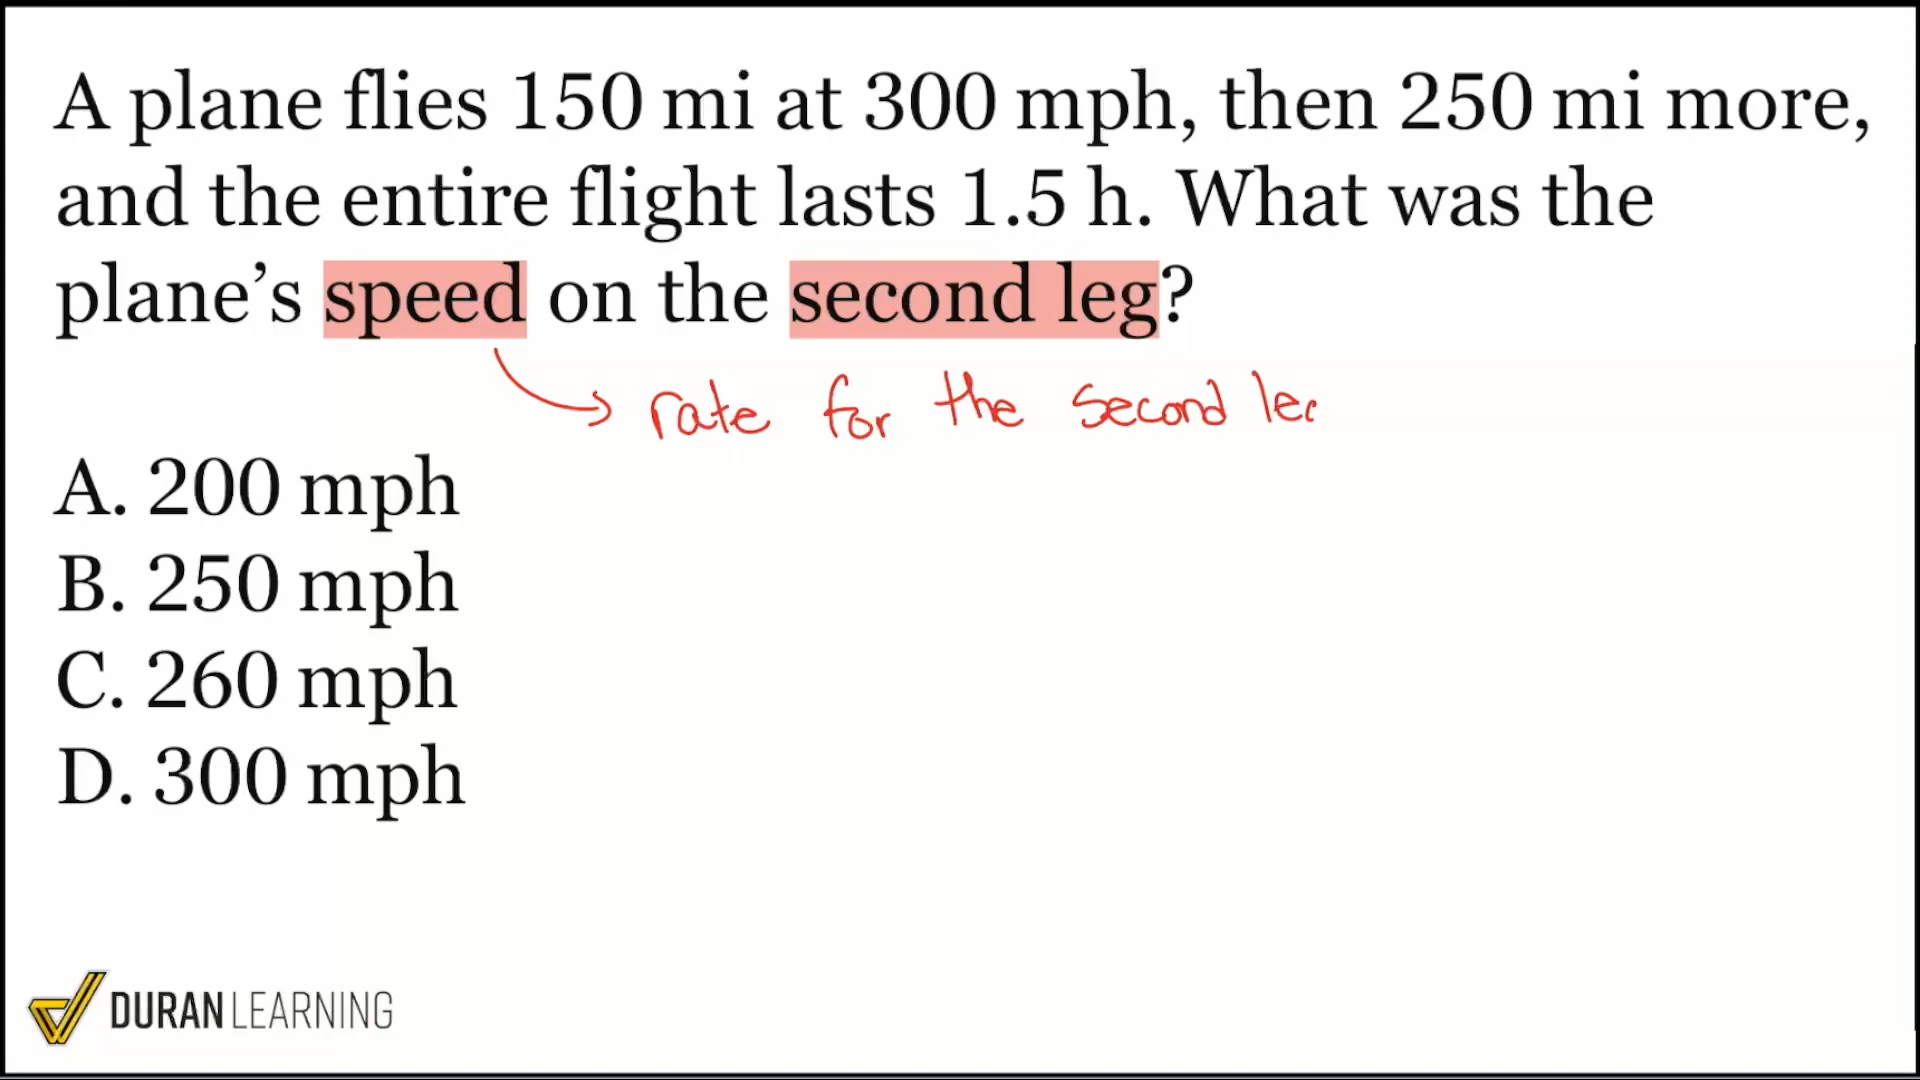 A plane flies 150 mi at 300 mph, then 250 mi more,
and the entire flight lasts 1.5 h. What was the
plane’s speed on the second leg?
rate for the second lec
A. 200 mph
B. 250 mph
C. 260 mph
D. 300 mph
DURAN LEARNING